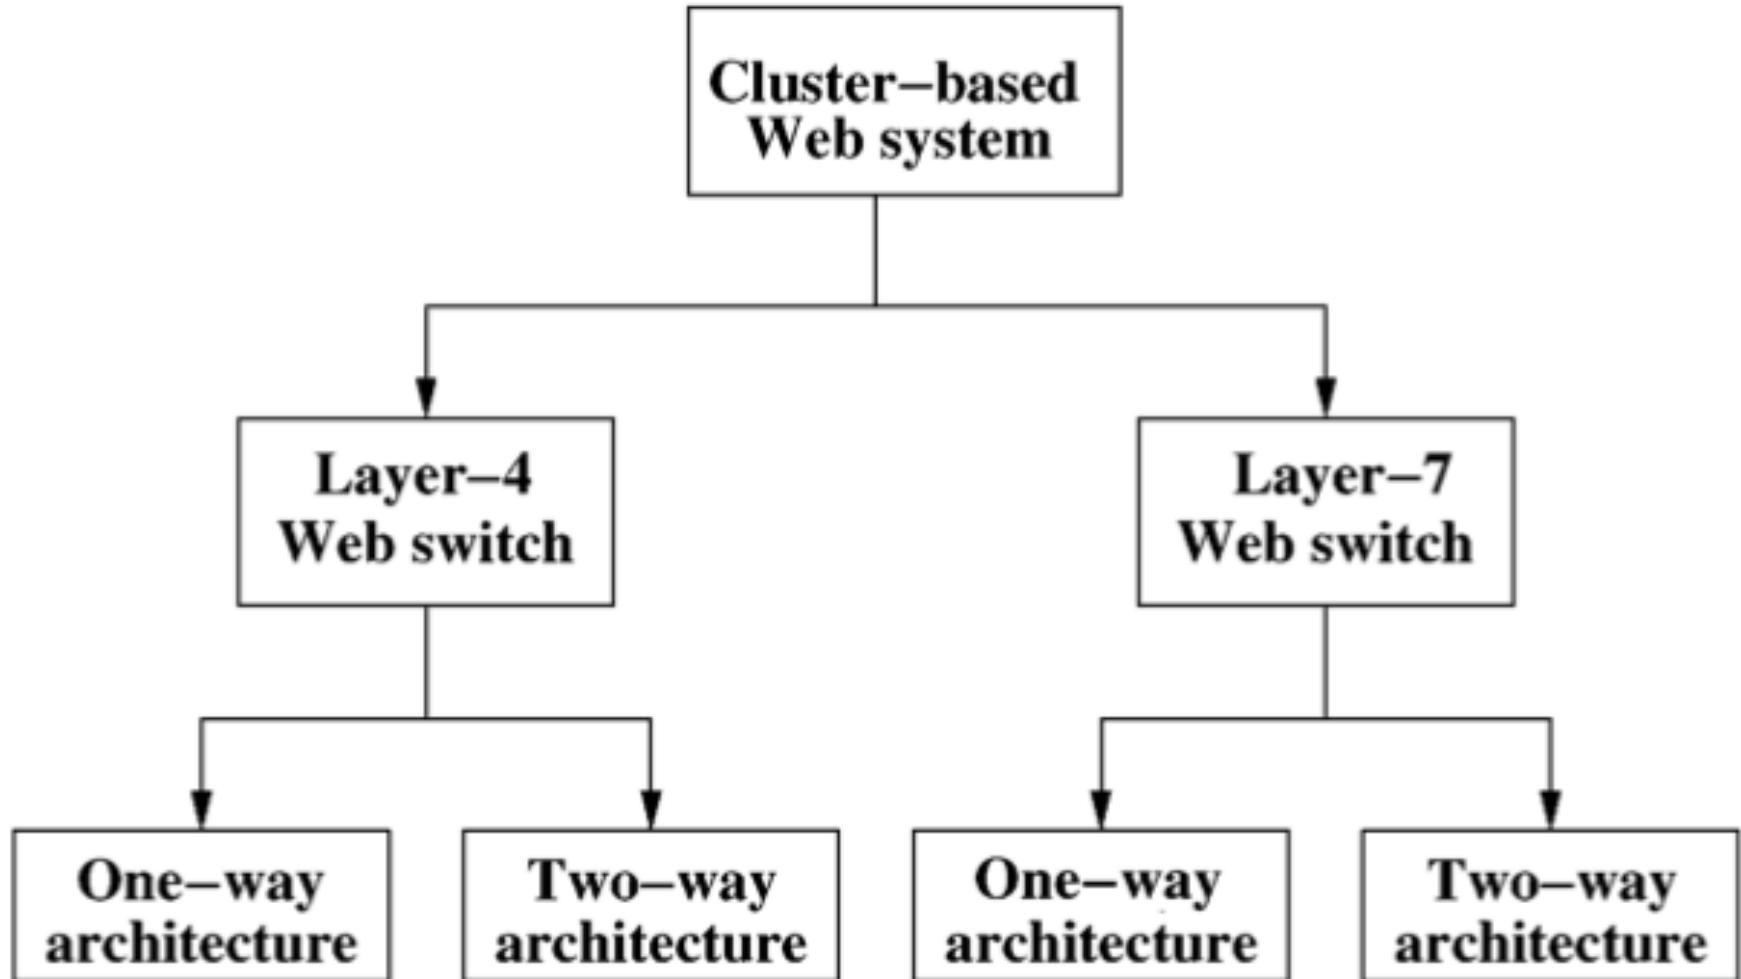 Cluster–based
Web system
Layer–4
Web switch
Layer–7
Web switch
One–way
architecture
Two–way
architecture
One–way
architecture
Two–way
architecture